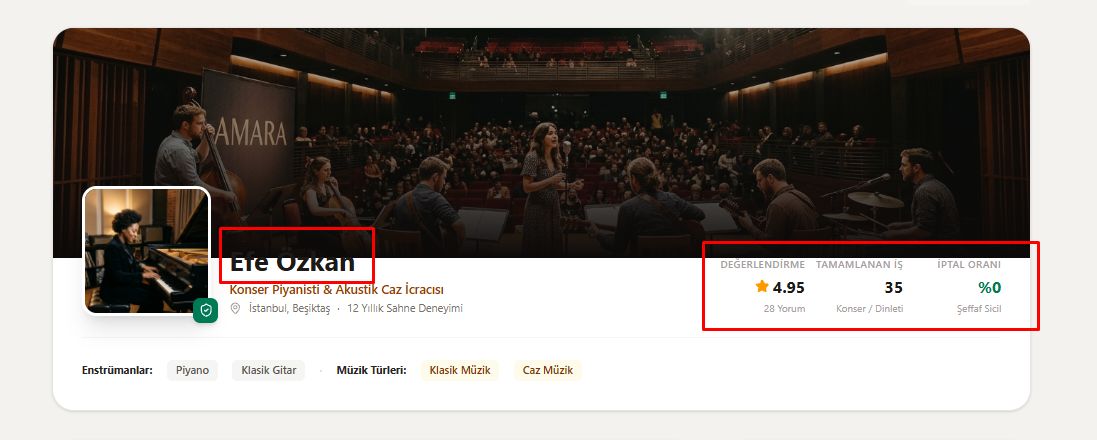 AMARA
Efe Özkan
Konser Piyanisti & Akustik Caz İcracısı
İstanbul, Beşiktaş · 12 Yıllık Sahne Deneyimi
DEĞERLENDİRME TAMAMLANAN İŞ İPTAL ORANI
4.95 35 %0
28 Yorum Konser / Dinleti Şeffaf Sicil
Enstrümanlar: Piyano Klasik Gitar · Müzik Türleri: Klasik Müzik Caz Müzik